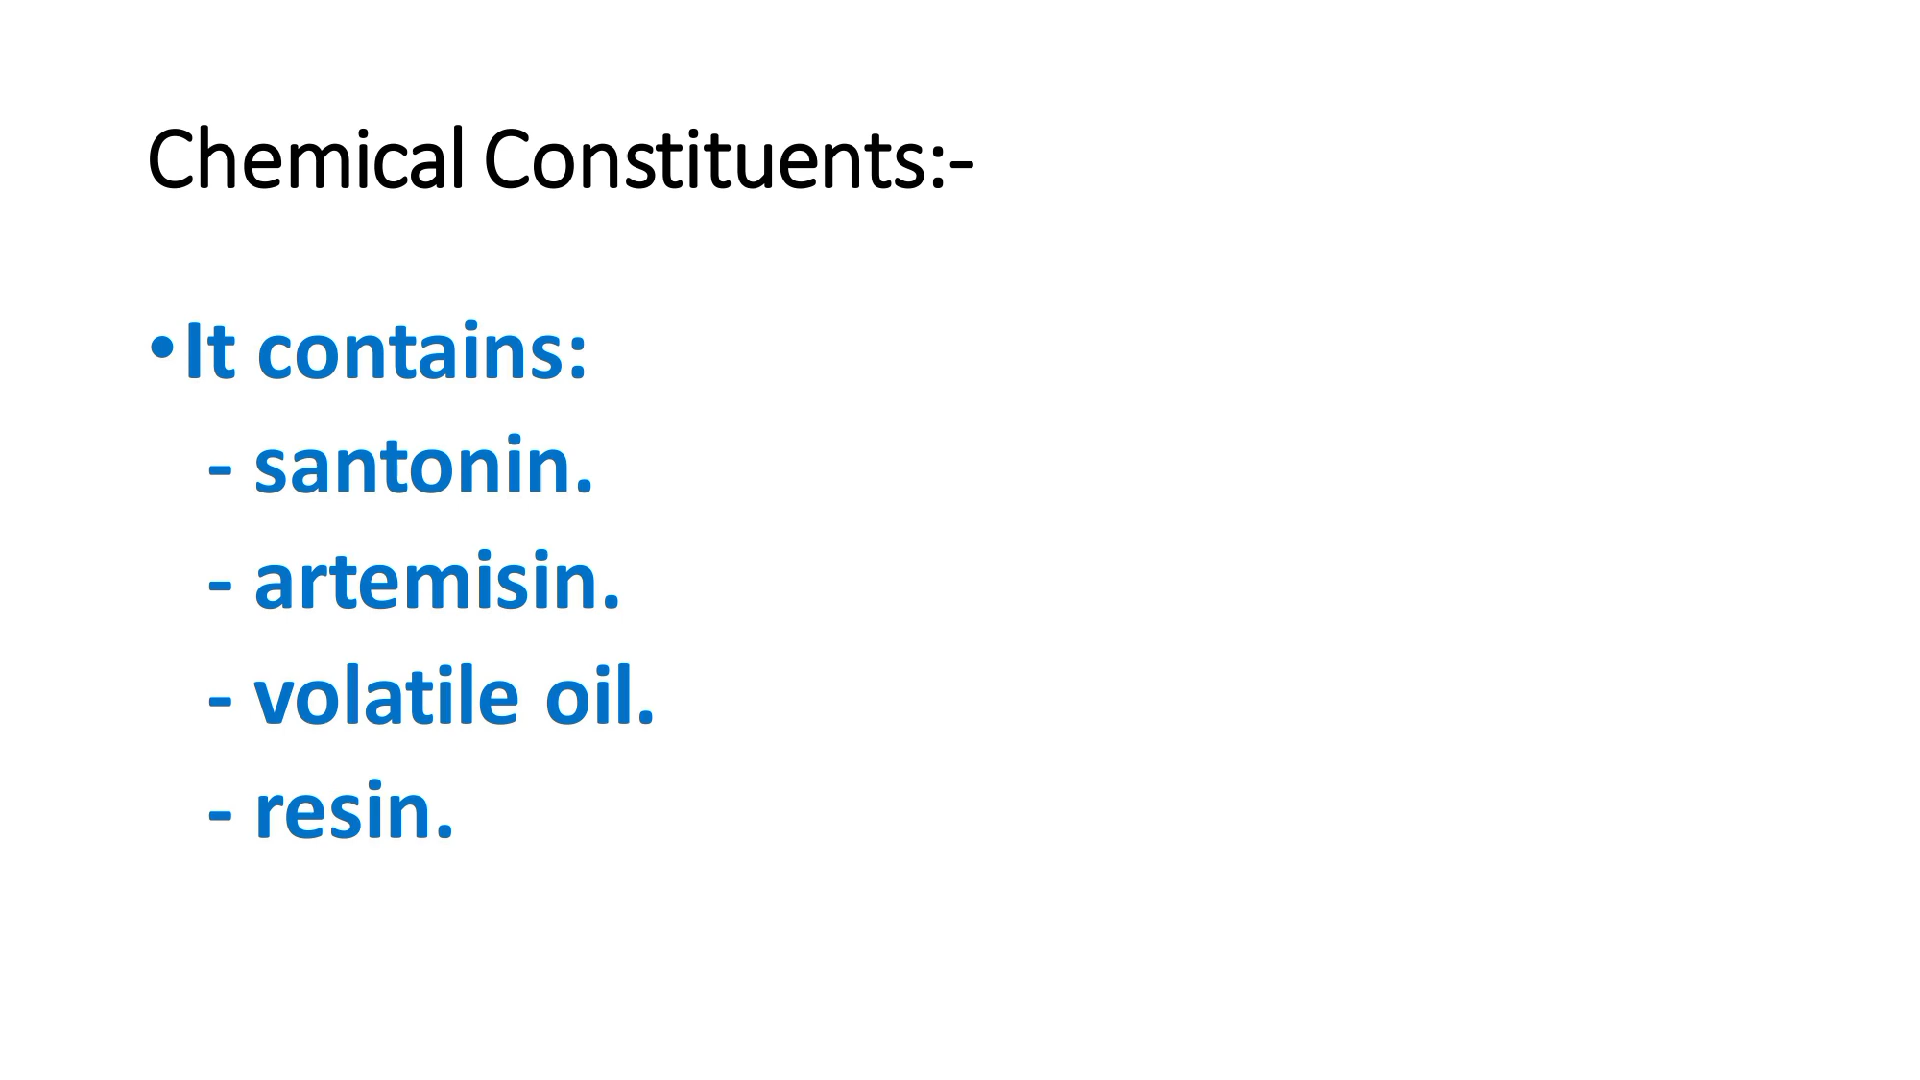 Chemical Constituents:-
•It contains:
- santonin.
- artemisin.
- volatile oil.
- resin.